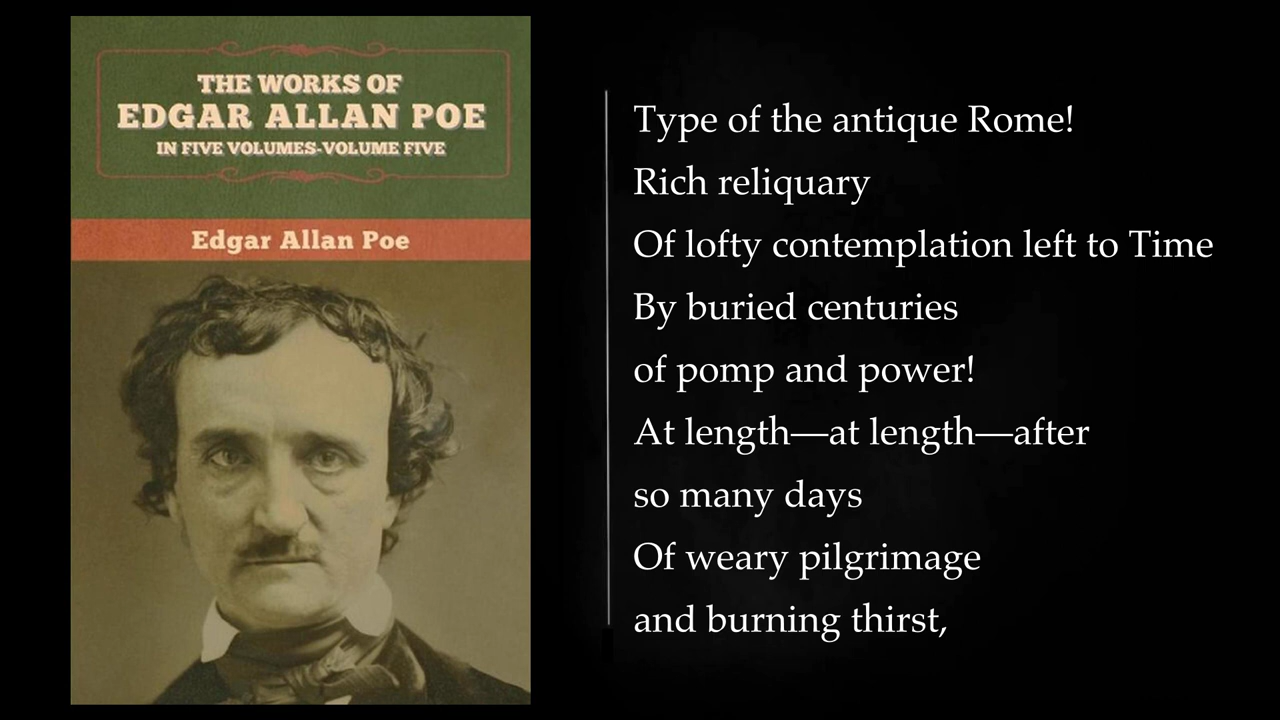 THE WORKS OF
EDGAR ALLAN POE
IN FIVE VOLUMES-VOLUME FIVE
Edgar Allan Poe
Type of the antique Rome!
Rich reliquary
Of lofty contemplation left to Time
By buried centuries
of pomp and power!
At length—at length—after
so many days
Of weary pilgrimage
and burning thirst,